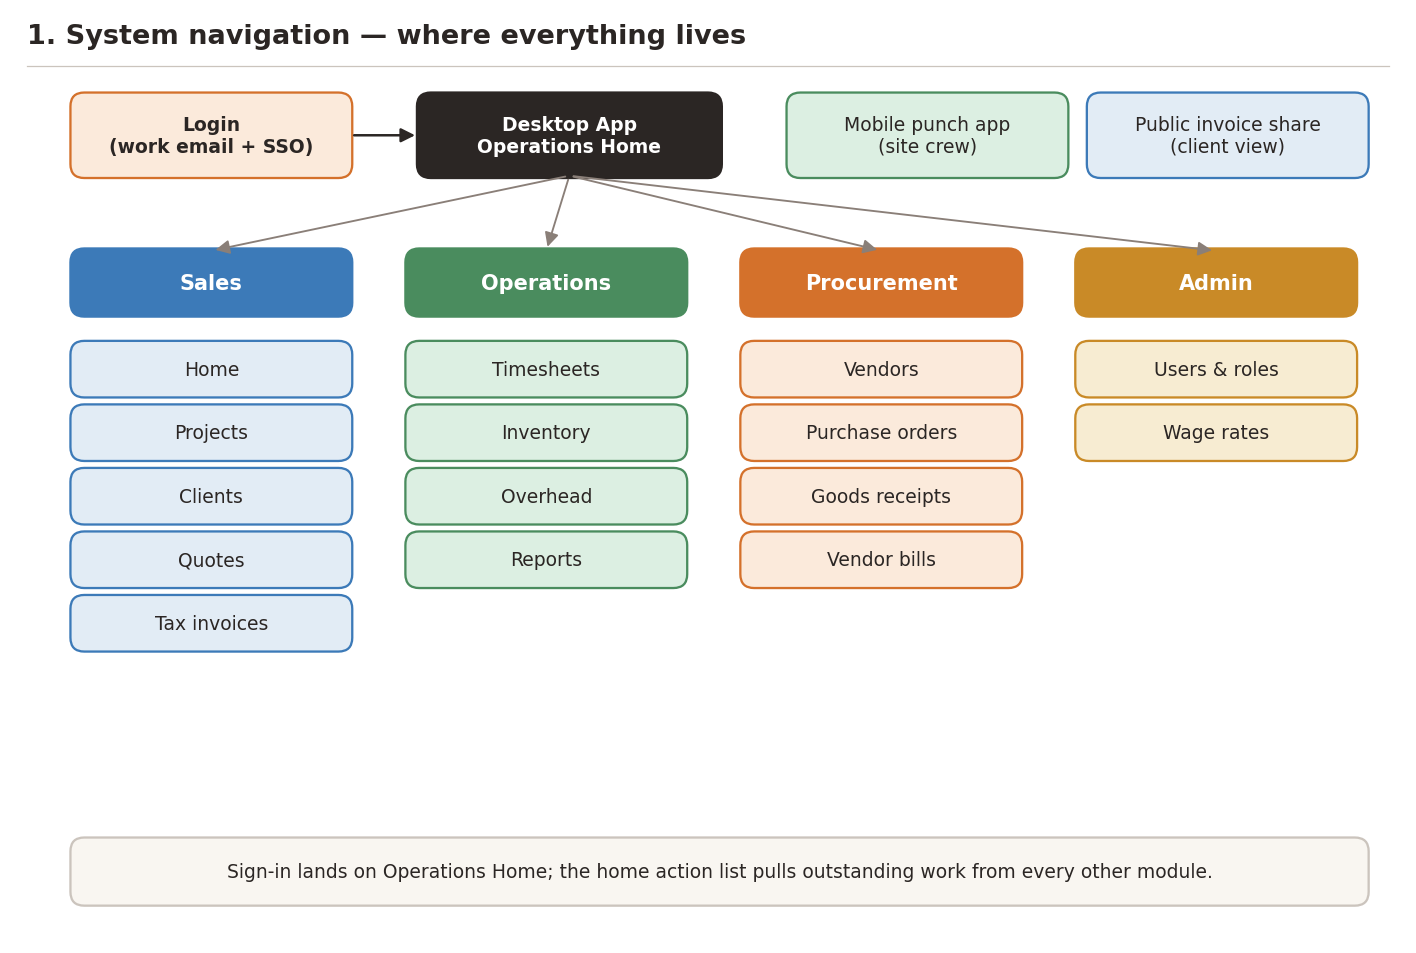 1. System navigation — where everything lives
Login
(work email + SSO)
Desktop App
Operations Home
Mobile punch app
(site crew)
Public invoice share
(client view)
Sales
Operations
Procurement
Admin
Home
Timesheets
Vendors
Users & roles
Projects
Inventory
Purchase orders
Wage rates
Clients
Overhead
Goods receipts
Quotes
Reports
Vendor bills
Tax invoices
Sign-in lands on Operations Home; the home action list pulls outstanding work from every other module.